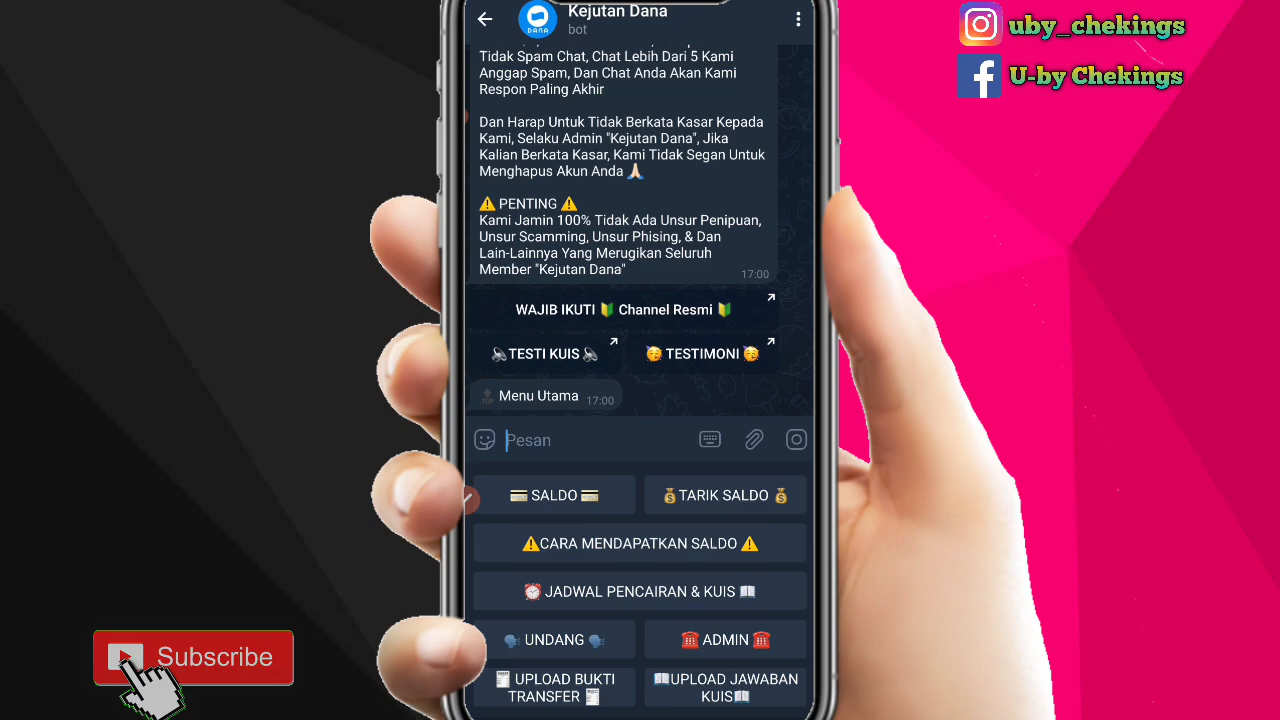 Kejutan Dana
bot
DANA
uby_chekings
U-by Chekings
Tidak Spam Chat, Chat Lebih Dari 5 Kami
Anggap Spam, Dan Chat Anda Akan Kami
Respon Paling Akhir
Dan Harap Untuk Tidak Berkata Kasar Kepada
Kami, Selaku Admin "Kejutan Dana", Jika
Kalian Berkata Kasar, Kami Tidak Segan Untuk
Menghapus Akun Anda 🙏🏻
⚠️ PENTING ⚠️
Kami Jamin 100% Tidak Ada Unsur Penipuan,
Unsur Scamming, Unsur Phising, & Dan
Lain-Lainnya Yang Merugikan Seluruh
Member "Kejutan Dana"
17:00
WAJIB IKUTI 🔰 Channel Resmi 🔰
🔊TESTI KUIS 🔊
🥳 TESTIMONI 🥳
🔝 Menu Utama 17:00
Pesan
💳 SALDO 💳
💰TARIK SALDO 💰
⚠️CARA MENDAPATKAN SALDO ⚠️
⏰ JADWAL PENCAIRAN & KUIS 📖
🗣️ UNDANG 🗣️
☎️ ADMIN ☎️
🧾 UPLOAD BUKTI
TRANSFER 🧾
📖UPLOAD JAWABAN
KUIS📖
Subscribe